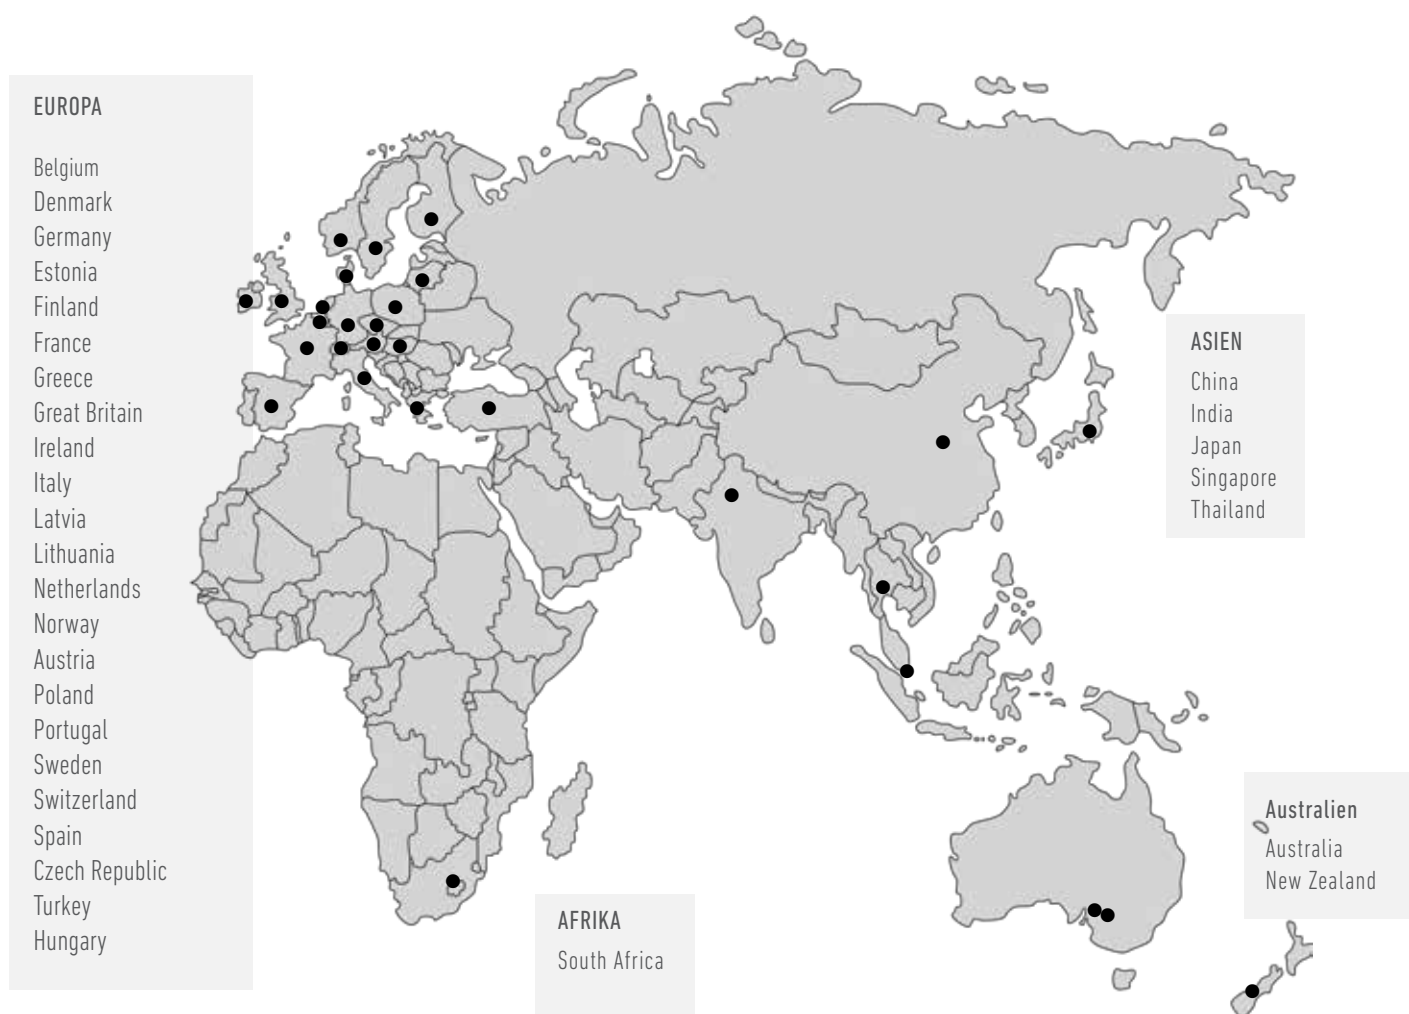 EUROPA
Belgium
Denmark
Germany
Estonia
Finland
France
Greece
Great Britain
Ireland
Italy
Latvia
Lithuania
Netherlands
Norway
Austria
Poland
Portugal
Sweden
Switzerland
Spain
Czech Republic
Turkey
Hungary
ASIEN
China
India
Japan
Singapore
Thailand
AFRIKA
South Africa
Australien
Australia
New Zealand